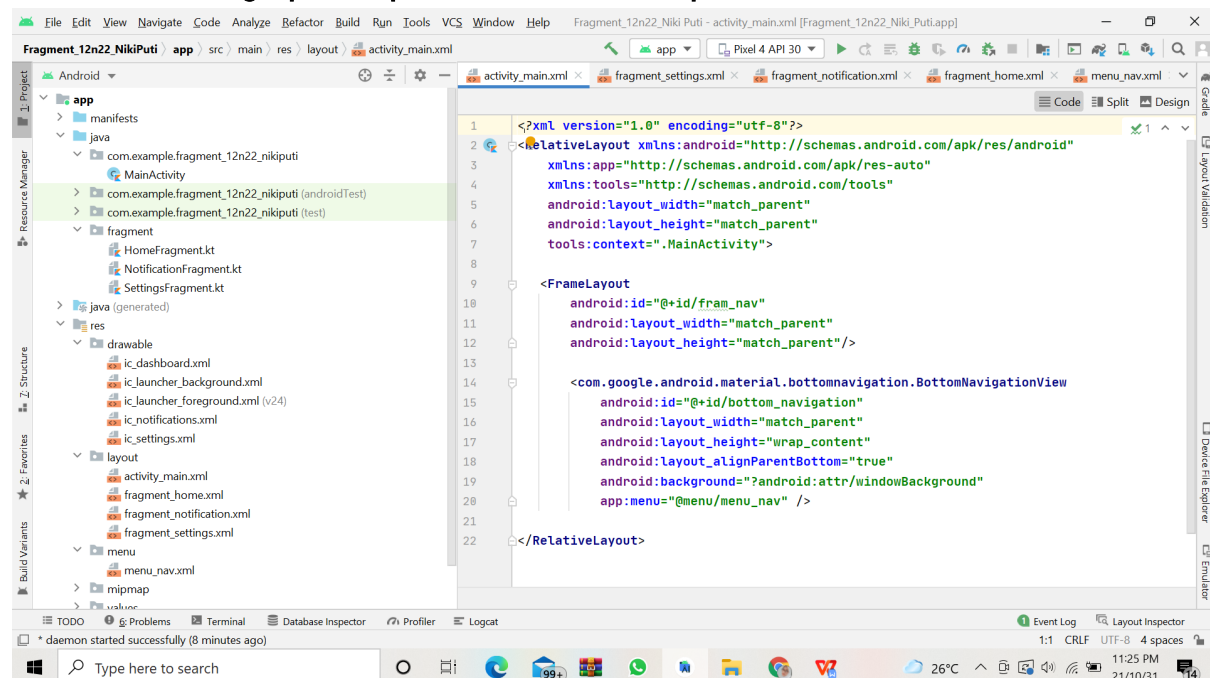 File Edit View Navigate Code Analyze Refactor Build Run Tools VCS Window Help Fragment_12n22_Niki Puti - activity_main.xml [Fragment_12n22_Niki_Puti.app]
Fragment_12n22_NikiPuti app src main res layout activity_main.xml app Pixel 4 API 30
Android
activity_main.xml fragment_settings.xml fragment_notification.xml fragment_home.xml menu_nav.xml
Code Split Design
1: Project
Resource Manager
7: Structure
2: Favorites
Build Variants
app
manifests
java
com.example.fragment_12n22_nikiputi
MainActivity
com.example.fragment_12n22_nikiputi (androidTest)
com.example.fragment_12n22_nikiputi (test)
fragment
HomeFragment.kt
NotificationFragment.kt
SettingsFragment.kt
java (generated)
res
drawable
ic_dashboard.xml
ic_launcher_background.xml
ic_launcher_foreground.xml (v24)
ic_notifications.xml
ic_settings.xml
layout
activity_main.xml
fragment_home.xml
fragment_notification.xml
fragment_settings.xml
menu
menu_nav.xml
mipmap
values
1 <?xml version="1.0" encoding="utf-8"?>
2 <RelativeLayout xmlns:android="http://schemas.android.com/apk/res/android"
3 xmlns:app="http://schemas.android.com/apk/res-auto"
4 xmlns:tools="http://schemas.android.com/tools"
5 android:layout_width="match_parent"
6 android:layout_height="match_parent"
7 tools:context=".MainActivity">
8
9 <FrameLayout
10 android:id="@+id/fram_nav"
11 android:layout_width="match_parent"
12 android:layout_height="match_parent"/>
13
14 <com.google.android.material.bottomnavigation.BottomNavigationView
15 android:id="@+id/bottom_navigation"
16 android:layout_width="match_parent"
17 android:layout_height="wrap_content"
18 android:layout_alignParentBottom="true"
19 android:background="?android:attr/windowBackground"
20 app:menu="@menu/menu_nav" />
21
22 </RelativeLayout>
1
Gradle
Layout Validation
Device File Explorer
Emulator
TODO 6: Problems Terminal Database Inspector Profiler Logcat 1 Event Log Layout Inspector
* daemon started successfully (8 minutes ago) 1:1 CRLF UTF-8 4 spaces
Type here to search 99+ 26°C 11:25 PM
21/10/31 14